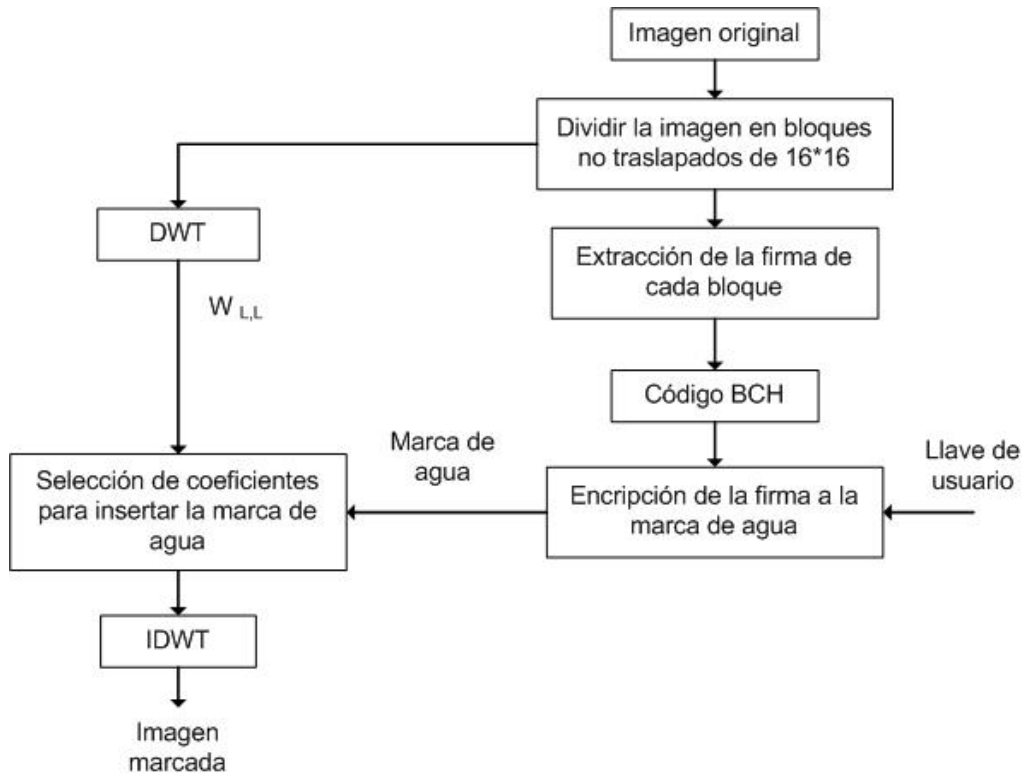 Imagen original
Dividir la imagen en bloques
no traslapados de 16*16
DWT
Extracción de la firma de
cada bloque
W L,L
Código BCH
Marca de
agua
Llave de
usuario
Selección de coeficientes
para insertar la marca de
agua
Encripción de la firma a la
marca de agua
IDWT
Imagen
marcada